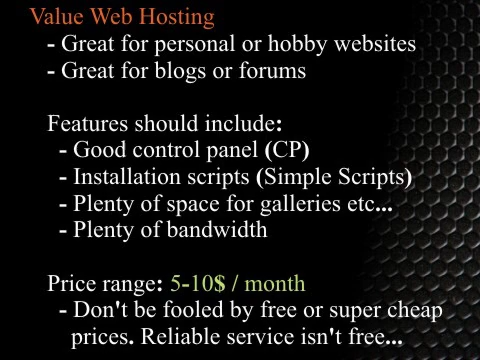 Value Web Hosting
- Great for personal or hobby websites
- Great for blogs or forums
Features should include:
- Good control panel (CP)
- Installation scripts (Simple Scripts)
- Plenty of space for galleries etc...
- Plenty of bandwidth
Price range: 5-10$ / month
- Don't be fooled by free or super cheap
prices. Reliable service isn't free...